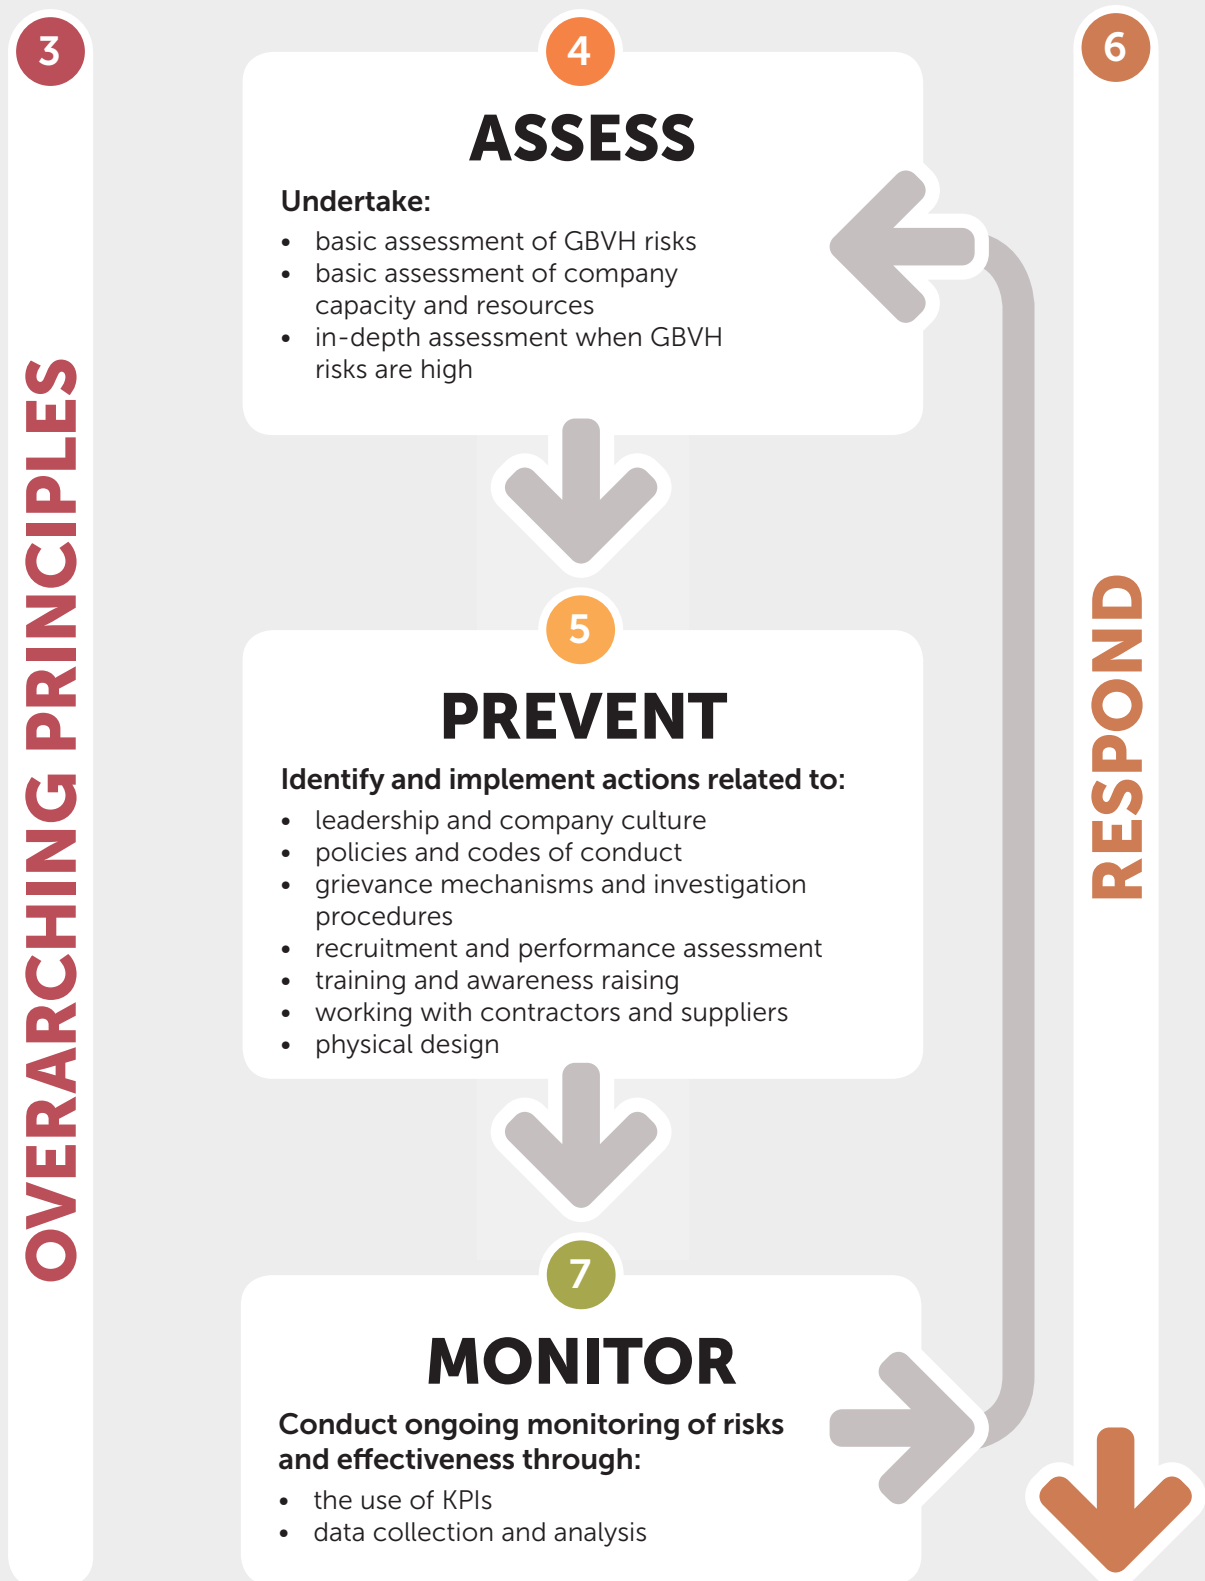 3
OVERARCHING PRINCIPLES
4
ASSESS
Undertake:
• basic assessment of GBVH risks
• basic assessment of company
capacity and resources
• in-depth assessment when GBVH
risks are high
5
PREVENT
Identify and implement actions related to:
• leadership and company culture
• policies and codes of conduct
• grievance mechanisms and investigation
procedures
• recruitment and performance assessment
• training and awareness raising
• working with contractors and suppliers
• physical design
7
MONITOR
Conduct ongoing monitoring of risks
and effectiveness through:
• the use of KPIs
• data collection and analysis
6
RESPOND